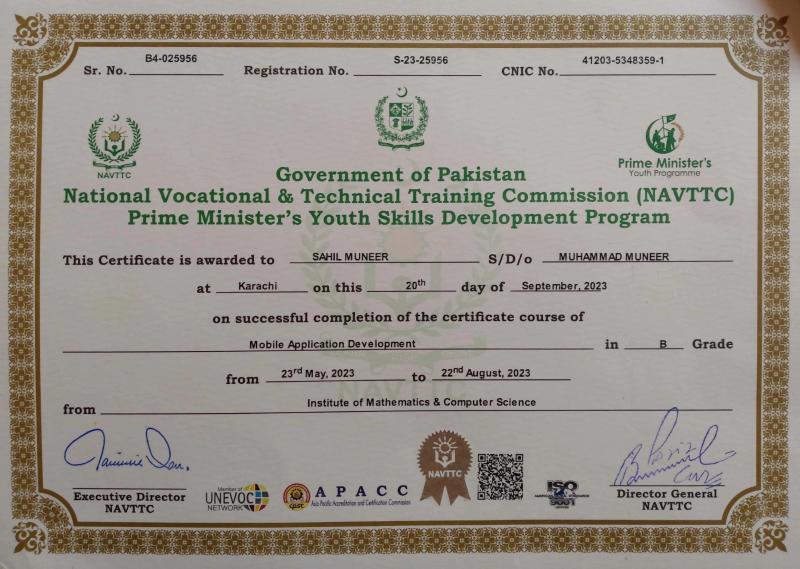 Sr. No. B4-025956 Registration No. S-23-25956 CNIC No. 41203-5348359-1
NAVTTC
Prime Minister's
Youth Programme
Government of Pakistan
National Vocational & Technical Training Commission (NAVTTC)
Prime Minister's Youth Skills Development Program
This Certificate is awarded to SAHIL MUNEER S/D/o MUHAMMAD MUNEER
at Karachi on this 20th day of September, 2023
on successful completion of the certificate course of
Mobile Application Development in B Grade
from 23rd May, 2023 to 22nd August, 2023
from Institute of Mathematics & Computer Science
NAVTTC
Executive Director
NAVTTC
Member of
UNEVOC
NETWORK
APACC
Asia Pacific Accreditation and Certification Commission
NAVTTC
ISO
9001
Director General
NAVTTC